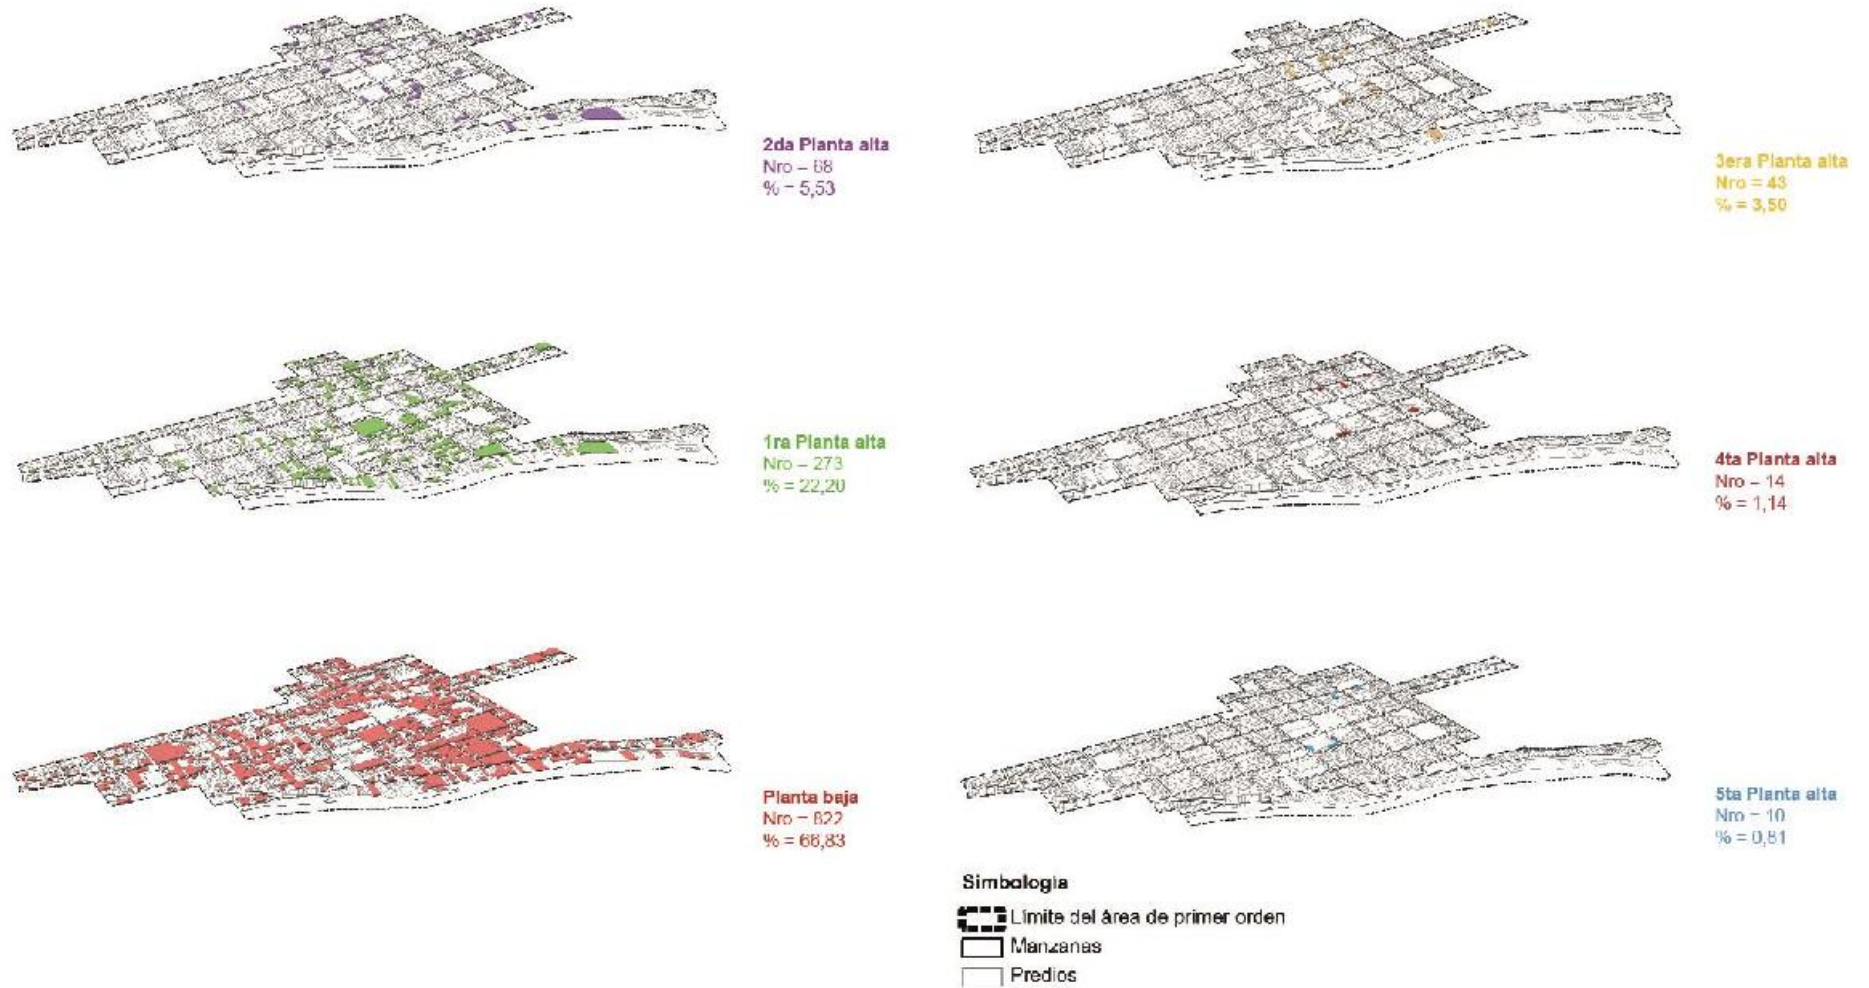 2da Planta alta
Nro = 68
% = 5,53
3era Planta alta
Nro = 43
% = 3,50
1ra Planta alta
Nro = 273
% = 22,20
4ta Planta alta
Nro = 14
% = 1,14
Planta baja
Nro = 822
% = 66,83
5ta Planta alta
Nro = 10
% = 0,81
Simbología
Límite del área de primer orden
Manzanas
Predios